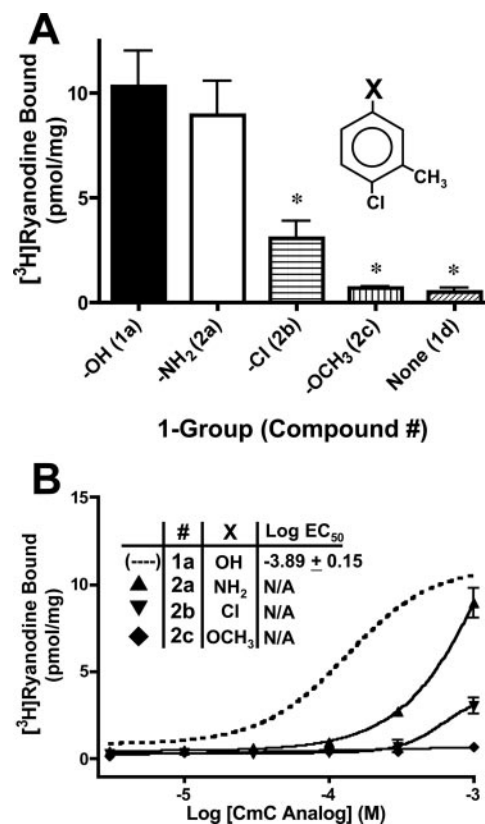 A
[³H]Ryanodine Bound
(pmol/mg)
10
5
0
X
CH₃
Cl
*
*
*
-OH (1a)
-NH₂ (2a)
-Cl (2b)
-OCH₃ (2c)
None (1d)
1-Group (Compound #)
B
[³H]Ryanodine Bound
(pmol/mg)
15
10
5
0
# X Log EC₅₀
(---) 1a OH -3.89 ± 0.15
2a NH₂ N/A
2b Cl N/A
2c OCH₃ N/A
-5 -4 -3
Log [CmC Analog] (M)